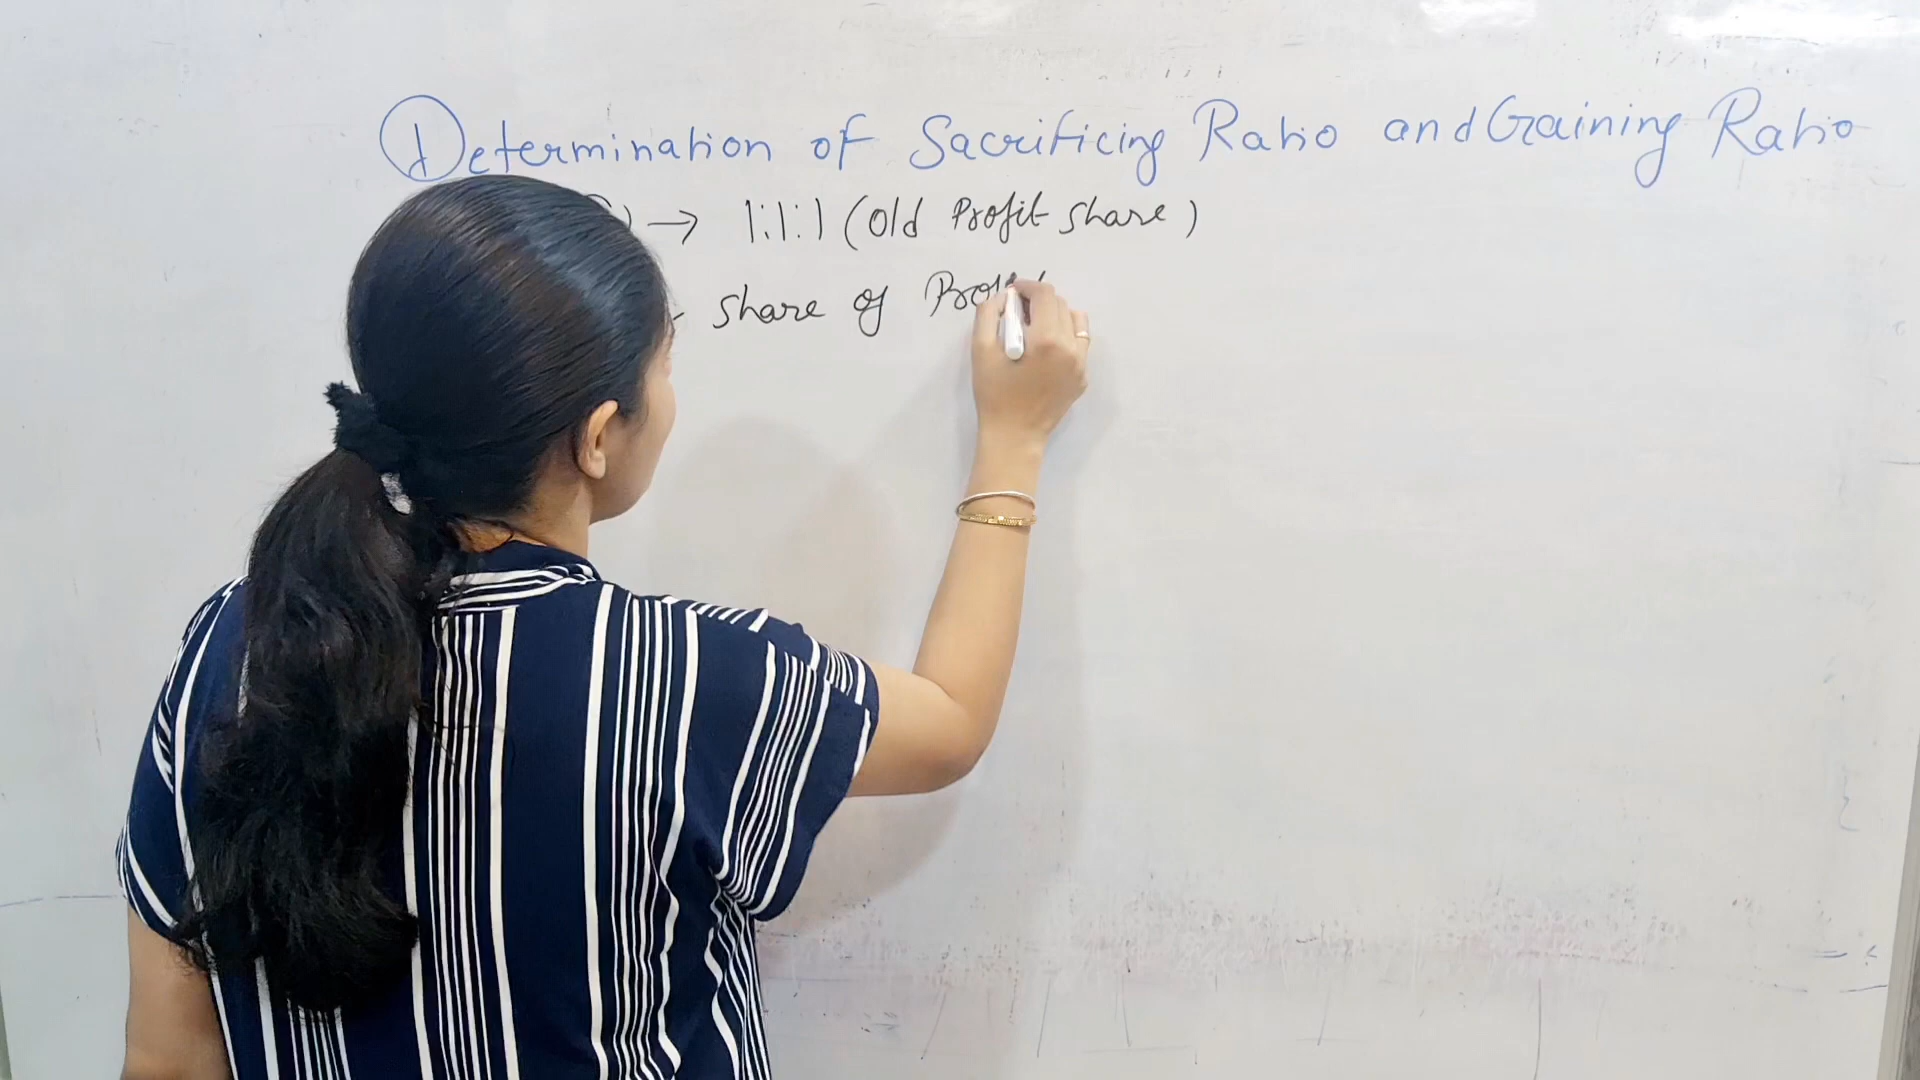 Determination of Sacrificing Ratio and Gaining Ratio
→ 1:1:1 (Old Profit share)
share of